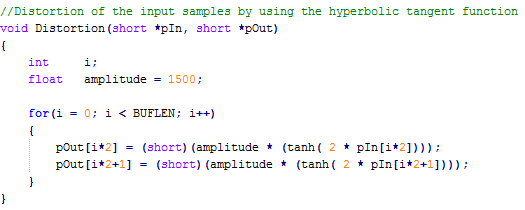 //Distortion of the input samples by using the hyperbolic tangent function
void Distortion(short *pIn, short *pOut)
{
    int     i;
    float   amplitude = 1500;

    for(i = 0; i < BUFLEN; i++)
    {
        pOut[i*2] = (short)(amplitude * (tanh( 2 * pIn[i*2])));
        pOut[i*2+1] = (short)(amplitude * (tanh( 2 * pIn[i*2+1])));
    }
}